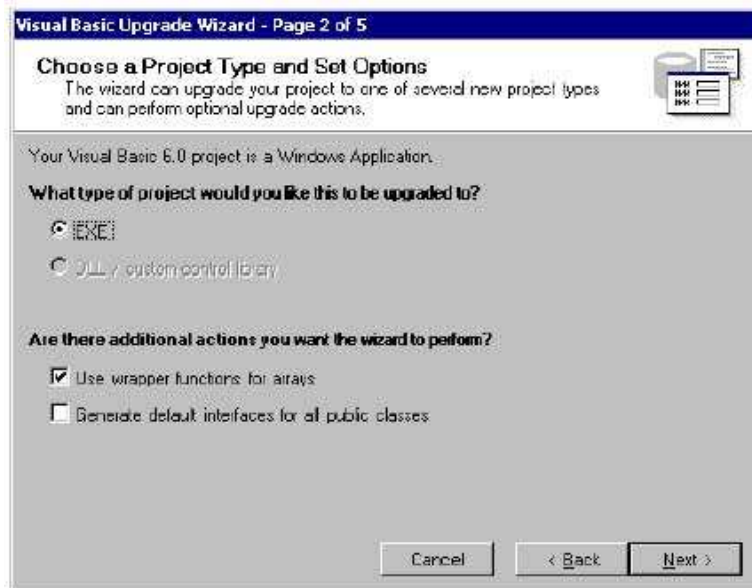 Visual Basic Upgrade Wizard - Page 2 of 5
Choose a Project Type and Set Options
The wizard can upgrade your project to one of several new project types
and can perform optional upgrade actions.
Your Visual Basic 6.0 project is a Windows Application.
What type of project would you like this to be upgraded to?
EXE
DLL / custom control library
Are there additional actions you want the wizard to perform?
Use wrapper functions for arrays
Generate default interfaces for all public classes
Cancel
< Back
Next >